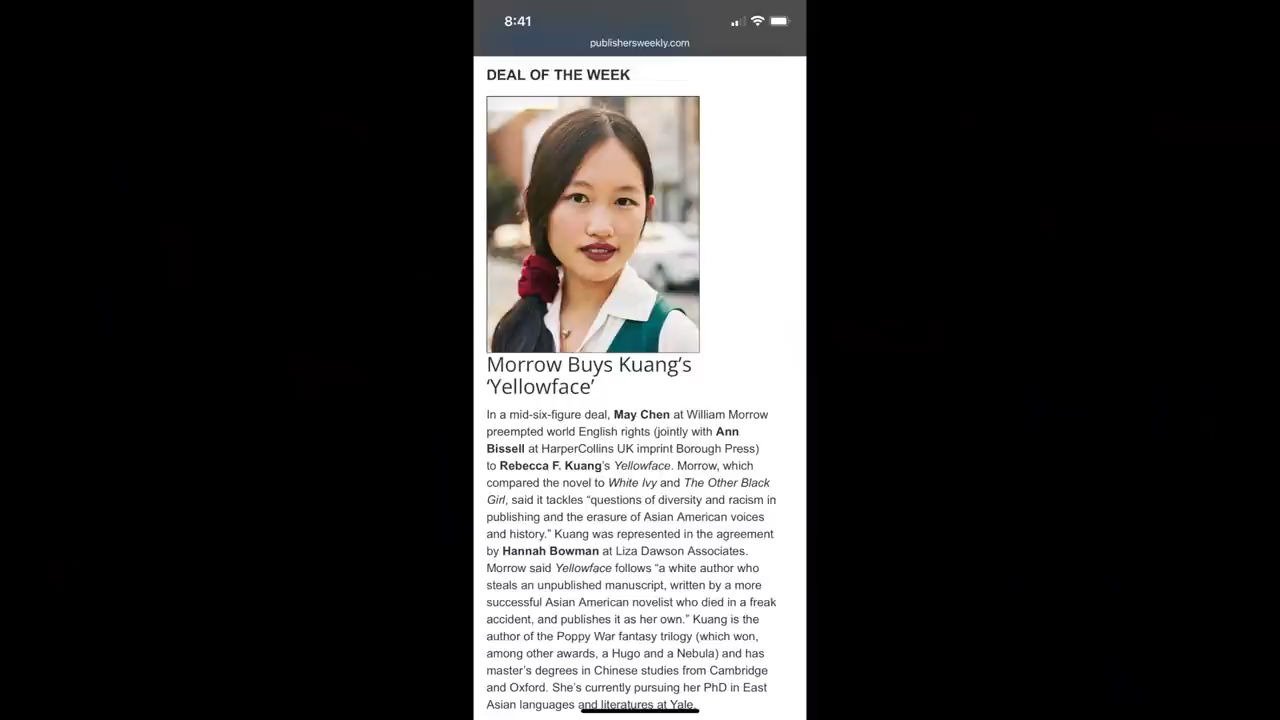 8:41
publishersweekly.com
DEAL OF THE WEEK
Morrow Buys Kuang’s
‘Yellowface’
In a mid-six-figure deal, May Chen at William Morrow
preempted world English rights (jointly with Ann
Bissell at HarperCollins UK imprint Borough Press)
to Rebecca F. Kuang’s Yellowface. Morrow, which
compared the novel to White Ivy and The Other Black
Girl, said it tackles “questions of diversity and racism in
publishing and the erasure of Asian American voices
and history.” Kuang was represented in the agreement
by Hannah Bowman at Liza Dawson Associates.
Morrow said Yellowface follows “a white author who
steals an unpublished manuscript, written by a more
successful Asian American novelist who died in a freak
accident, and publishes it as her own.” Kuang is the
author of the Poppy War fantasy trilogy (which won,
among other awards, a Hugo and a Nebula) and has
master’s degrees in Chinese studies from Cambridge
and Oxford. She’s currently pursuing her PhD in East
Asian languages and literatures at Yale.